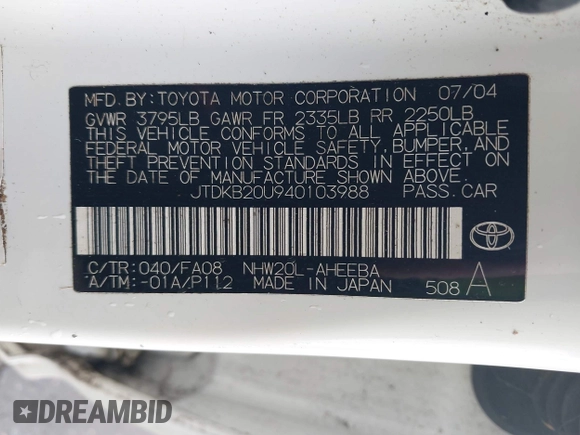 MFD. BY: TOYOTA MOTOR CORPORATION 07/04
GVWR 3795LB GAWR FR 2335LB RR 2250LB
THIS VEHICLE CONFORMS TO ALL APPLICABLE
FEDERAL MOTOR VEHICLE SAFETY, BUMPER, AND
THEFT PREVENTION STANDARDS IN EFFECT ON
THE DATE OF MANUFACTURE SHOWN ABOVE.
JTDKB20U940103988 PASS. CAR
C/TR: 040/FA08 NHW20L-AHEEBA
A/TM: -01A/P112 MADE IN JAPAN 508 A
DREAMBID